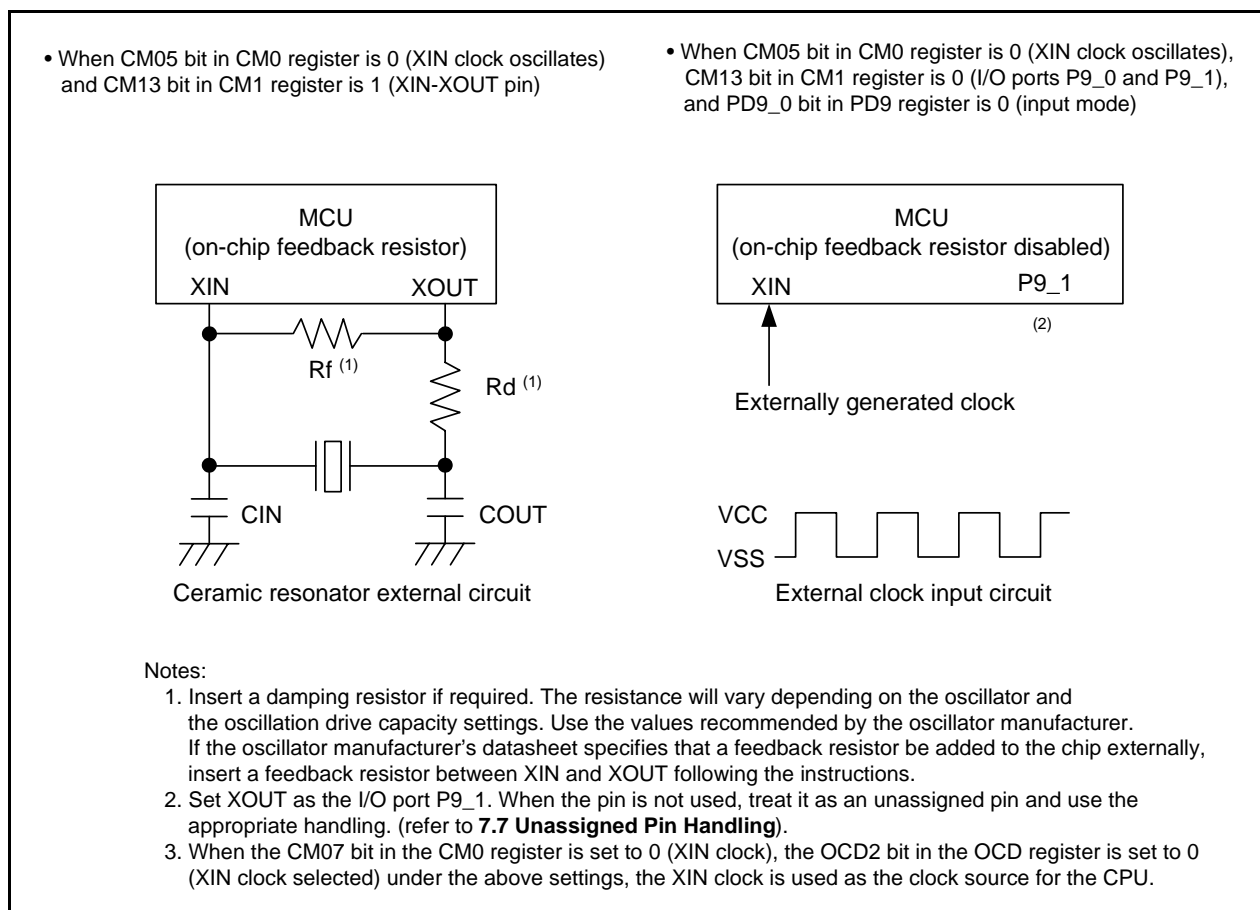 • When CM05 bit in CM0 register is 0 (XIN clock oscillates)
and CM13 bit in CM1 register is 1 (XIN-XOUT pin)
• When CM05 bit in CM0 register is 0 (XIN clock oscillates),
CM13 bit in CM1 register is 0 (I/O ports P9_0 and P9_1),
and PD9_0 bit in PD9 register is 0 (input mode)
MCU
(on-chip feedback resistor)
XIN
XOUT
Rf (1)
Rd (1)
CIN
COUT
Ceramic resonator external circuit
MCU
(on-chip feedback resistor disabled)
XIN
P9_1
(2)
Externally generated clock
VCC
VSS
External clock input circuit
Notes:
1. Insert a damping resistor if required. The resistance will vary depending on the oscillator and
the oscillation drive capacity settings. Use the values recommended by the oscillator manufacturer.
If the oscillator manufacturer’s datasheet specifies that a feedback resistor be added to the chip externally,
insert a feedback resistor between XIN and XOUT following the instructions.
2. Set XOUT as the I/O port P9_1. When the pin is not used, treat it as an unassigned pin and use the
appropriate handling. (refer to 7.7 Unassigned Pin Handling).
3. When the CM07 bit in the CM0 register is set to 0 (XIN clock), the OCD2 bit in the OCD register is set to 0
(XIN clock selected) under the above settings, the XIN clock is used as the clock source for the CPU.